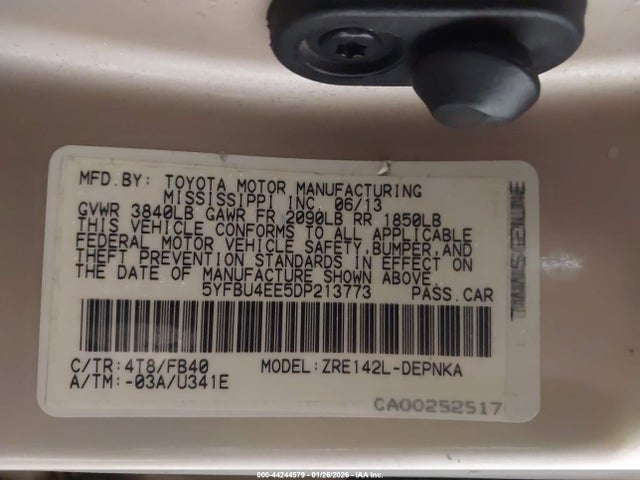 MFD.BY: TOYOTA MOTOR MANUFACTURING
MISSISSIPPI INC. 06/13
GVWR 3840LB GAWR FR 2090LB RR 1850LB
THIS VEHICLE CONFORMS TO ALL APPLICABLE
FEDERAL MOTOR VEHICLE SAFETY,BUMPER,AND
THEFT PREVENTION STANDARDS IN EFFECT ON
THE DATE OF MANUFACTURE SHOWN ABOVE.
5YFBU4EE5DP213773 PASS.CAR
C/TR:4T8/FB40 MODEL:ZRE142L-DEPNKA
A/TM:-03A/U341E
CA00252517
000-44244579 - 01/26/2026 - IAA Inc.